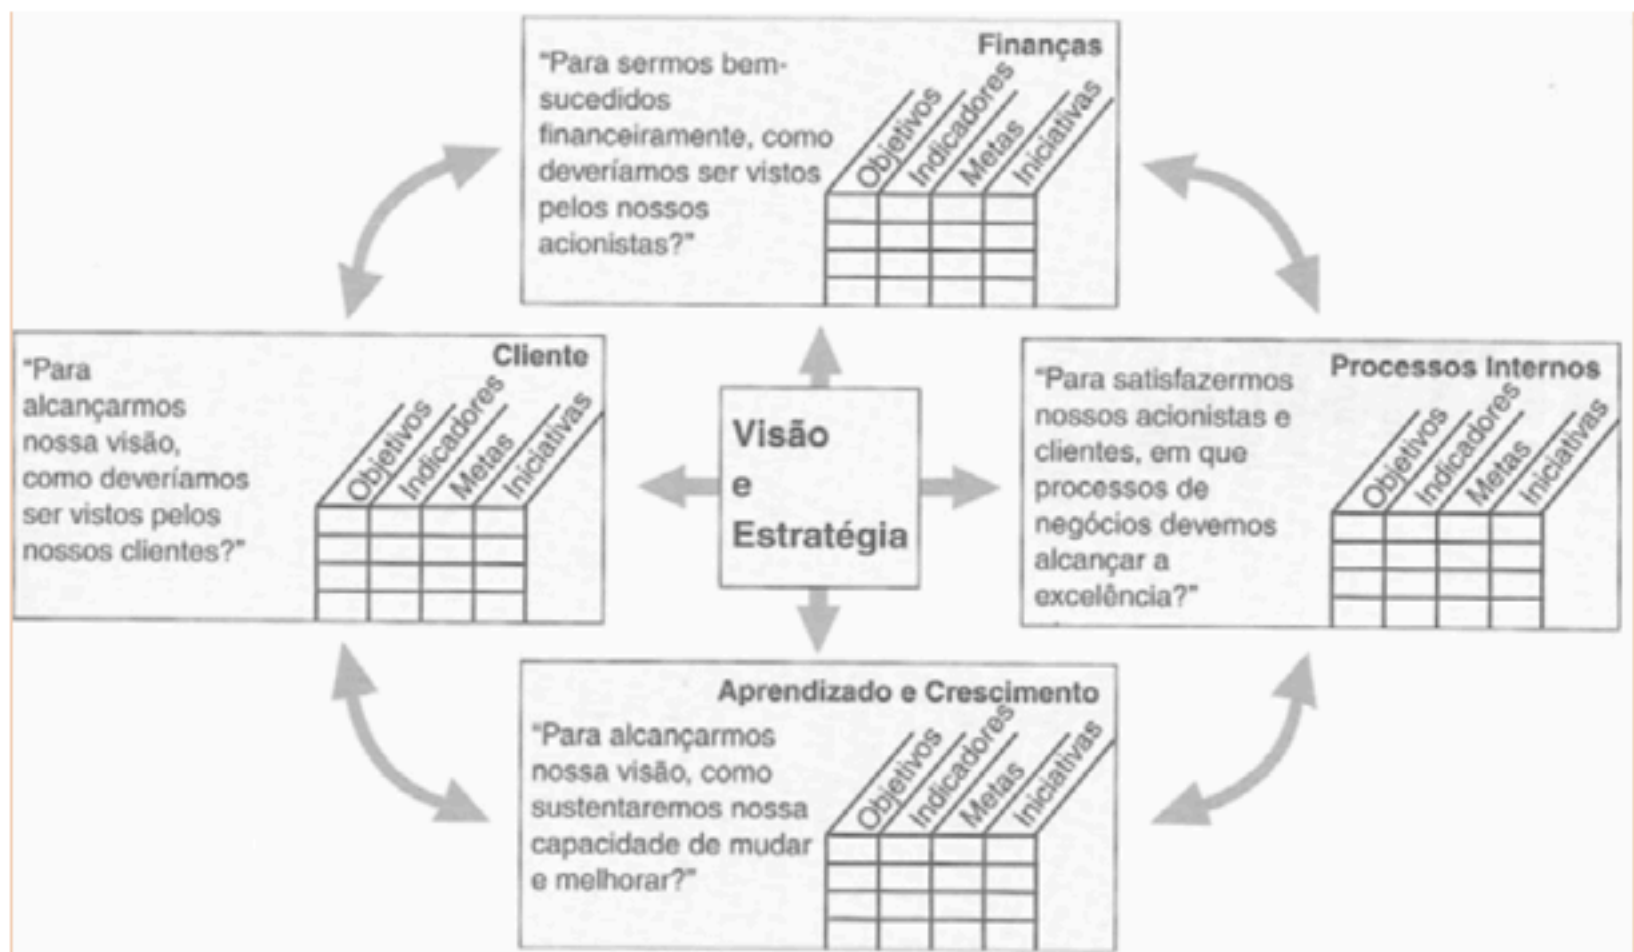 Finanças
“Para sermos bem-
sucedidos
financeiramente, como
deveríamos ser vistos
pelos nossos
acionistas?”
Objetivos
Indicadores
Metas
Iniciativas
Cliente
“Para
alcançarmos
nossa visão,
como deveríamos
ser vistos pelos
nossos clientes?”
Objetivos
Indicadores
Metas
Iniciativas
Visão
e
Estratégia
Processos Internos
“Para satisfazermos
nossos acionistas e
clientes, em que
processos de
negócios devemos
alcançar a
excelência?”
Objetivos
Indicadores
Metas
Iniciativas
Aprendizado e Crescimento
“Para alcançarmos
nossa visão, como
sustentaremos nossa
capacidade de mudar
e melhorar?”
Objetivos
Indicadores
Metas
Iniciativas